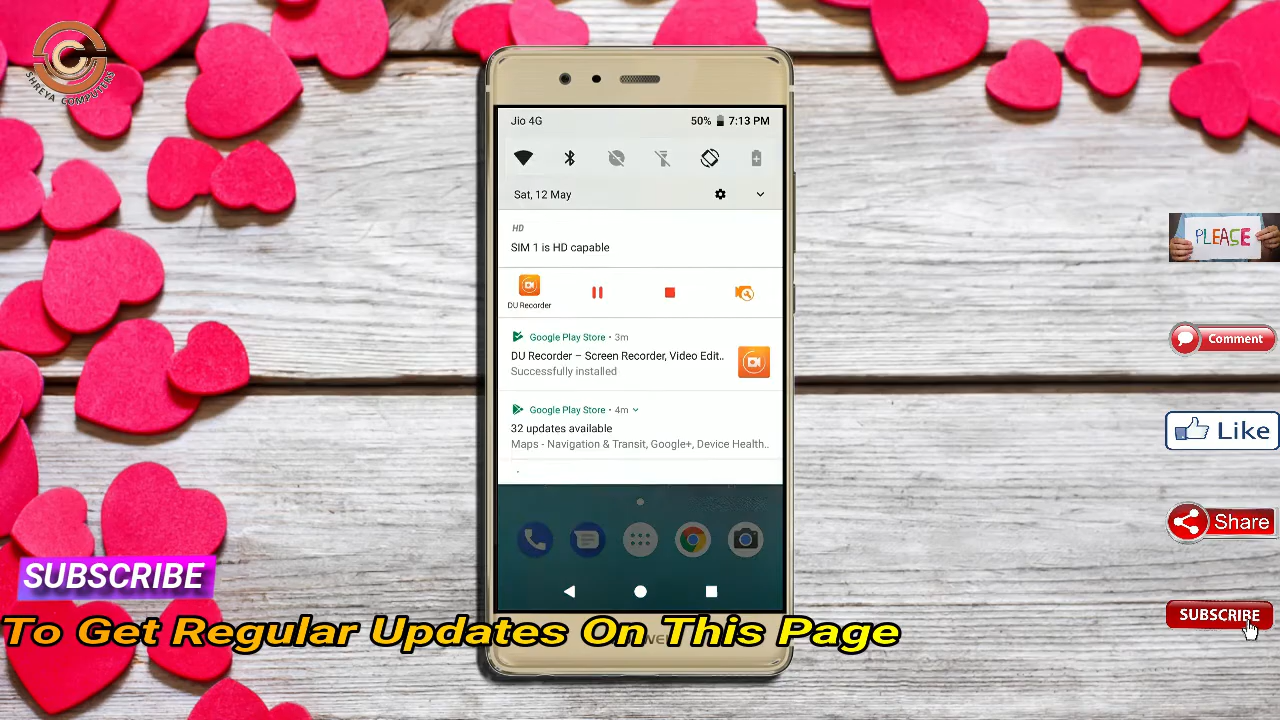 SHREYA COMPUTERS
Jio 4G
50% 7:13 PM
Sat, 12 May
HD
SIM 1 is HD capable
DU Recorder
Google Play Store • 3m
DU Recorder – Screen Recorder, Video Edit..
Successfully installed
Google Play Store • 4m
32 updates available
Maps - Navigation & Transit, Google+, Device Health..
PLEASE
Comment
Like
Share
SUBSCRIBE
SUBSCRIBE
To Get Regular Updates On This Page